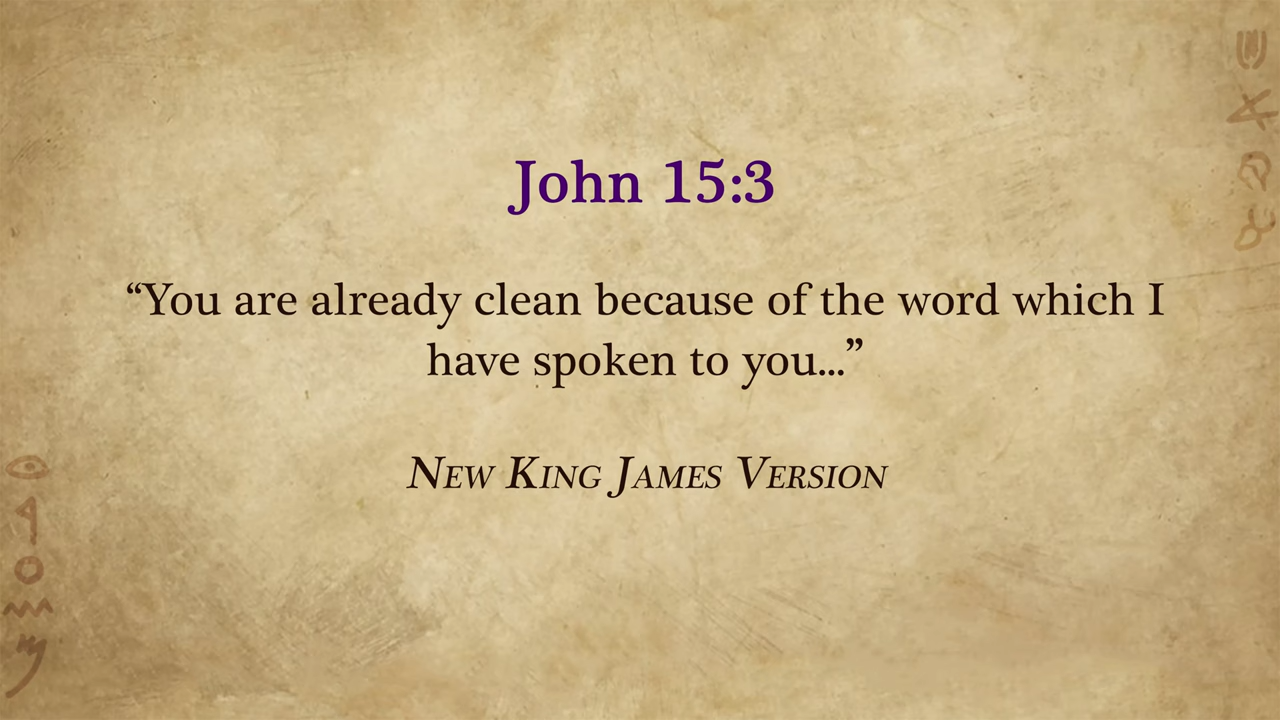 John 15:3
“You are already clean because of the word which I
have spoken to you...”
New King James Version